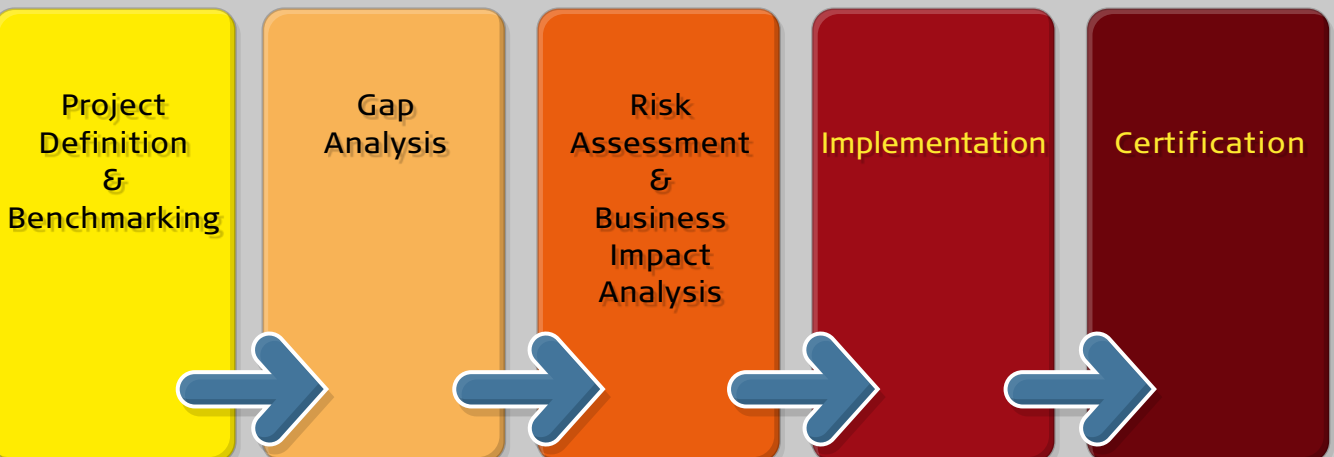 Project
Definition
&
Benchmarking
Gap
Analysis
Risk
Assessment
&
Business
Impact
Analysis
Implementation
Certification